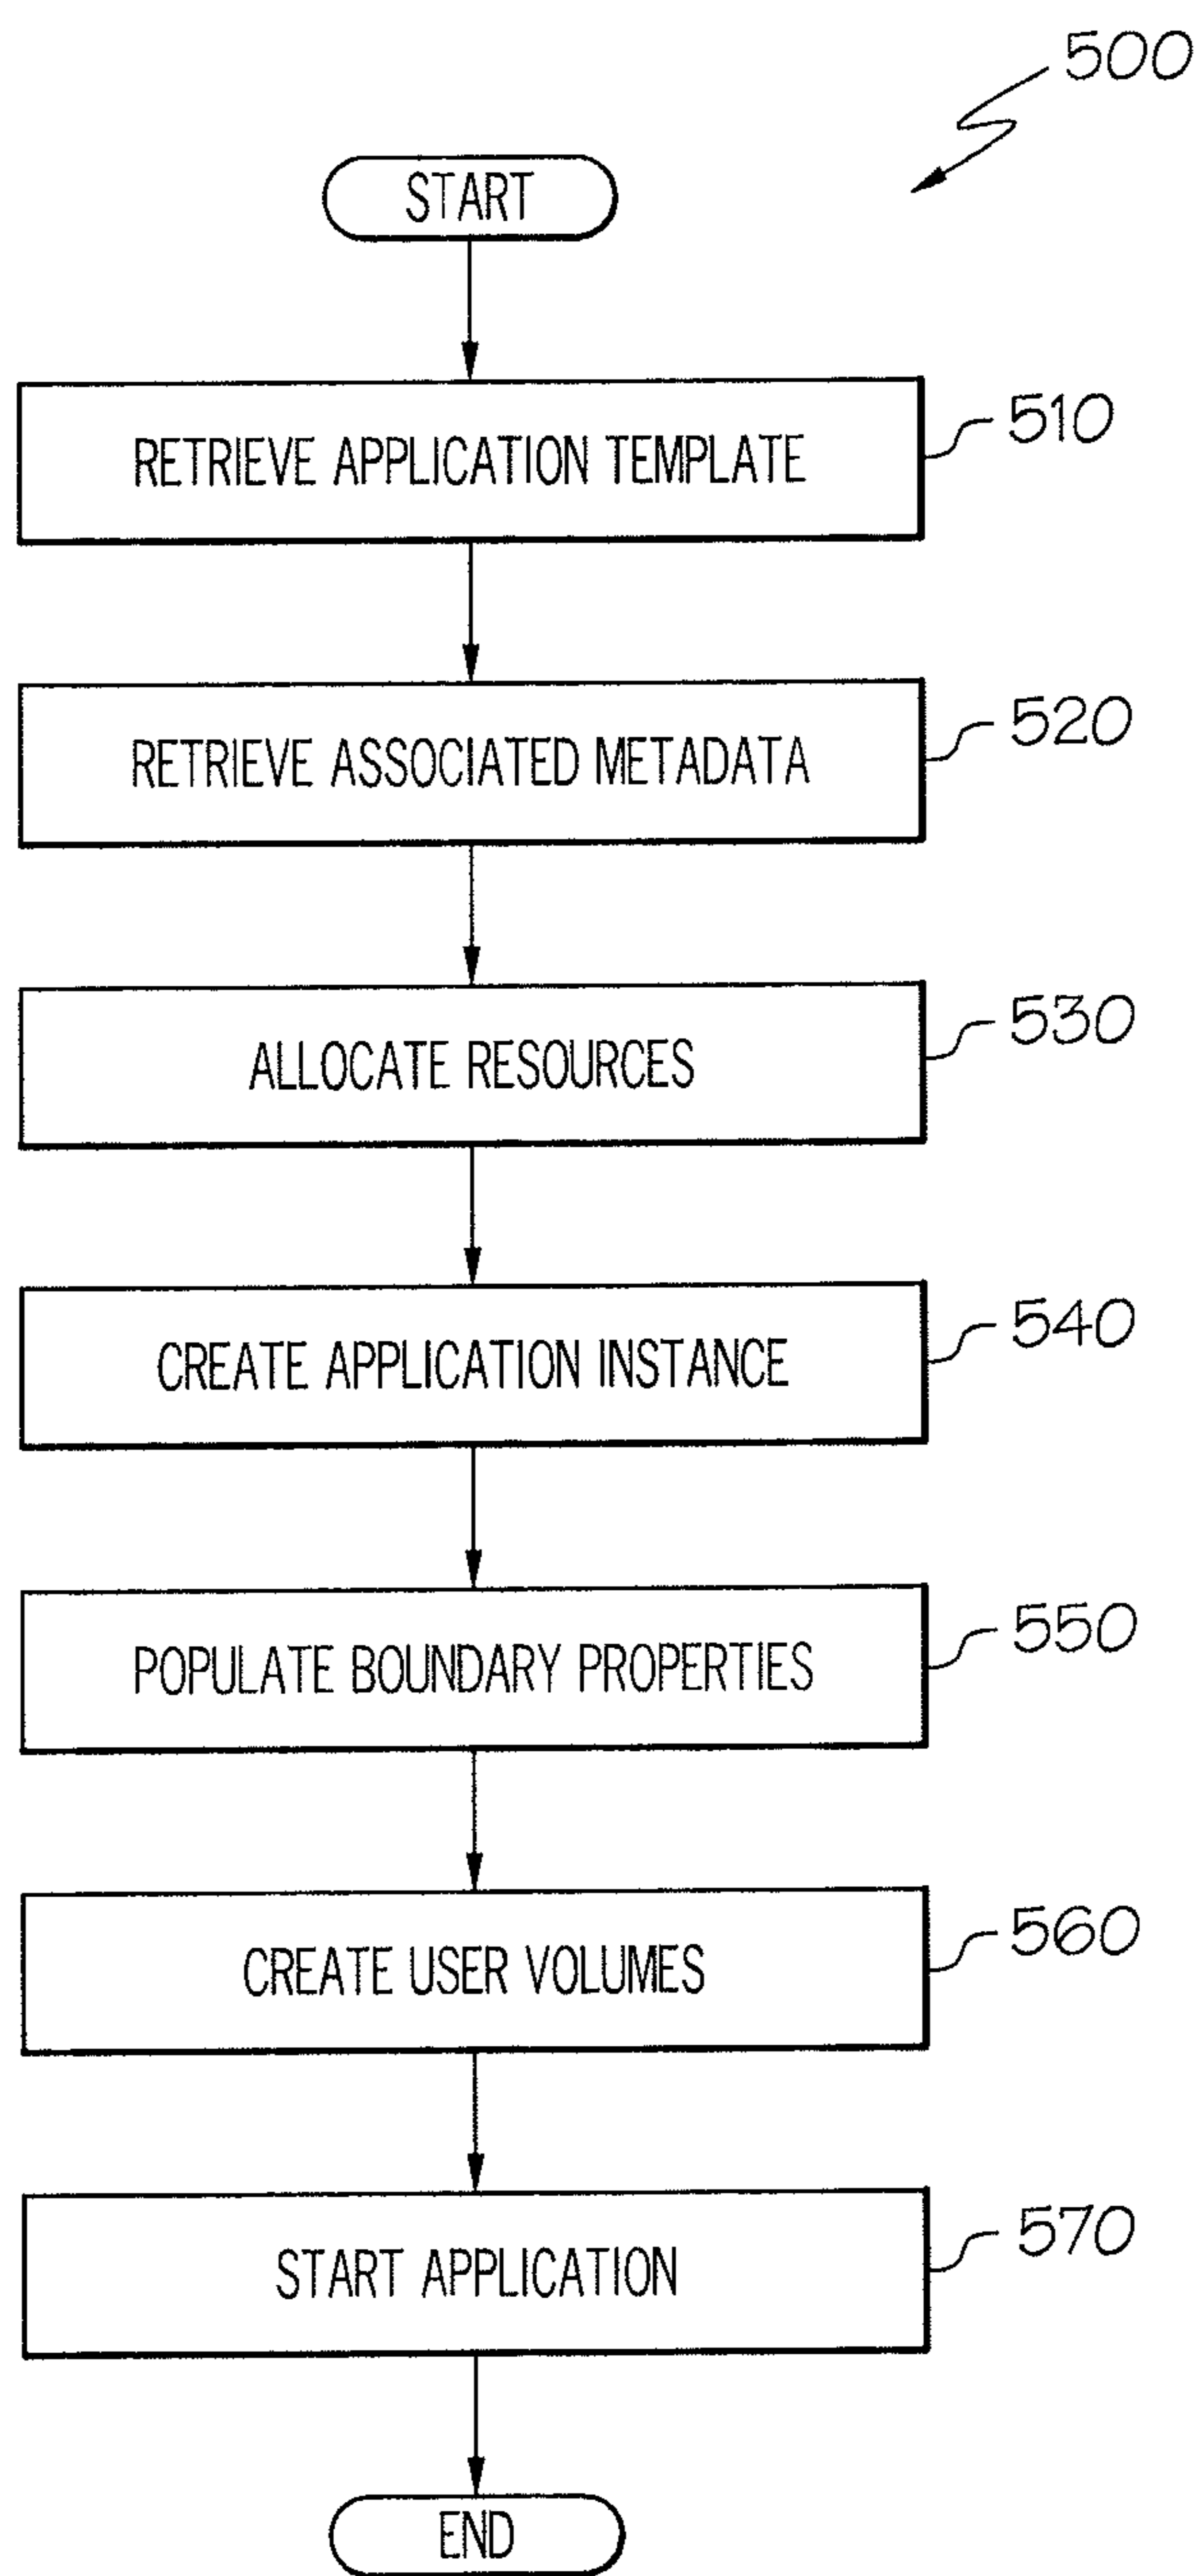 500
START
RETRIEVE APPLICATION TEMPLATE
510
RETRIEVE ASSOCIATED METADATA
520
ALLOCATE RESOURCES
530
CREATE APPLICATION INSTANCE
540
POPULATE BOUNDARY PROPERTIES
550
CREATE USER VOLUMES
560
START APPLICATION
570
END